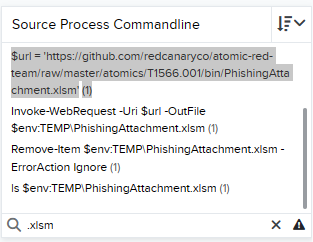 Source Process Commandline
$url = 'https://github.com/redcanaryco/atomic-red-
team/raw/master/atomics/T1566.001/bin/PhishingAtta
chment.xlsm' (1)
Invoke-WebRequest -Uri $url -OutFile
$env:TEMP\PhishingAttachment.xlsm (1)
Remove-Item $env:TEMP\PhishingAttachment.xlsm -
ErrorAction Ignore (1)
ls $env:TEMP\PhishingAttachment.xlsm (1)
.xlsm